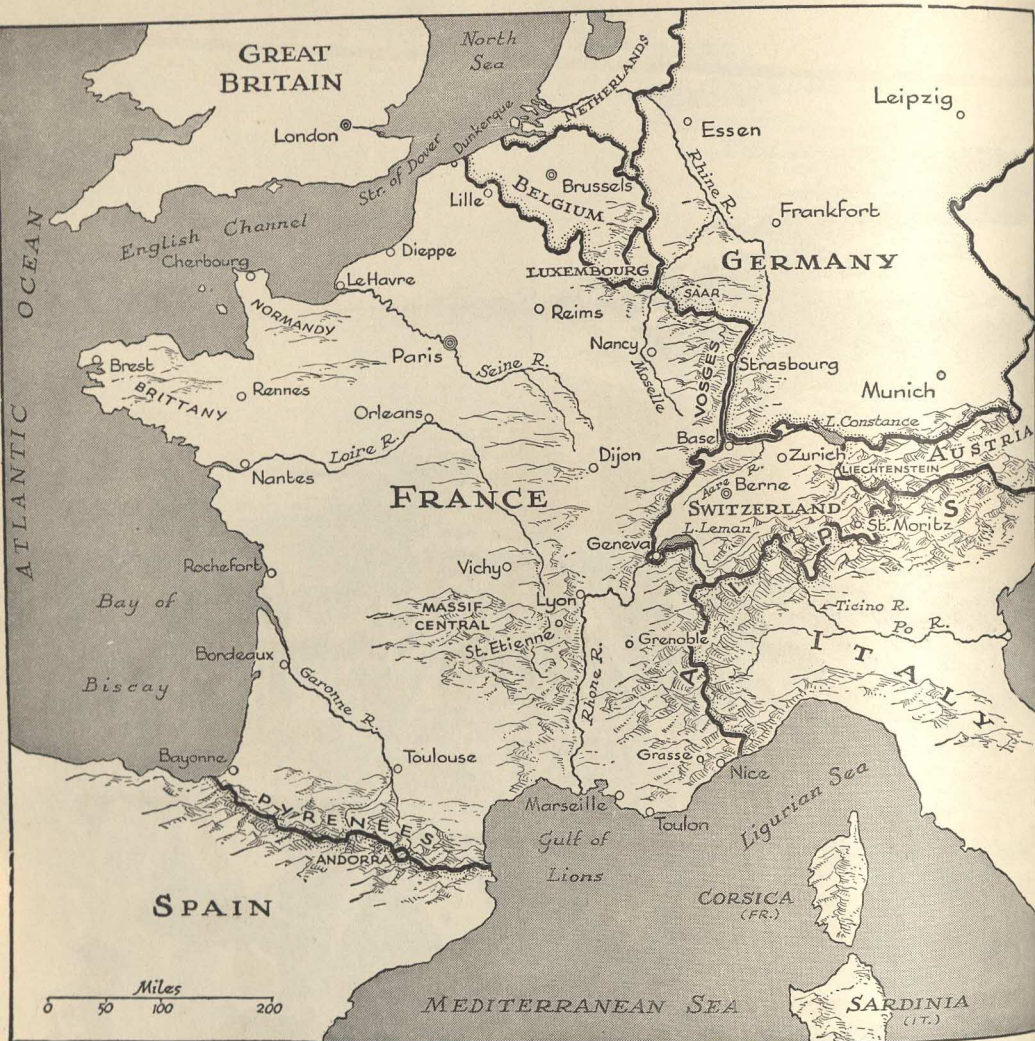 GREAT
BRITAIN
North
Sea
NETHERLANDS
Leipzig
London
Essen
Str. of Dover
Dunkerque
Rhine R.
Lille
Brussels
BELGIUM
Frankfort
English Channel
Cherbourg
Dieppe
LUXEMBOURG
GERMANY
ATLANTIC OCEAN
Le Havre
SAAR
NORMANDY
Reims
Paris
Nancy
Moselle
VOSGES
Strasbourg
Brest
BRITTANY
Rennes
Seine R.
Munich
Orleans
L. Constance
Basel
AUSTRIA
Loire R.
Nantes
Dijon
Zurich
LIECHTENSTEIN
Aare R.
Berne
FRANCE
SWITZERLAND
L. Leman
St. Moritz
ALPS
Geneva
Rochefort
Vichy
Bay of
Biscay
MASSIF
CENTRAL
Lyon
Ticino R.
Po R.
St. Etienne
Grenoble
ITALY
Bordeaux
Garonne R.
Rhone R.
Bayonne
Toulouse
Grasse
Nice
Marseille
Toulon
Ligurian Sea
PYRENEES
ANDORRA
Gulf of
Lions
SPAIN
CORSICA
(FR.)
Miles
0 50 100 200
MEDITERRANEAN SEA
SARDINIA
(IT.)